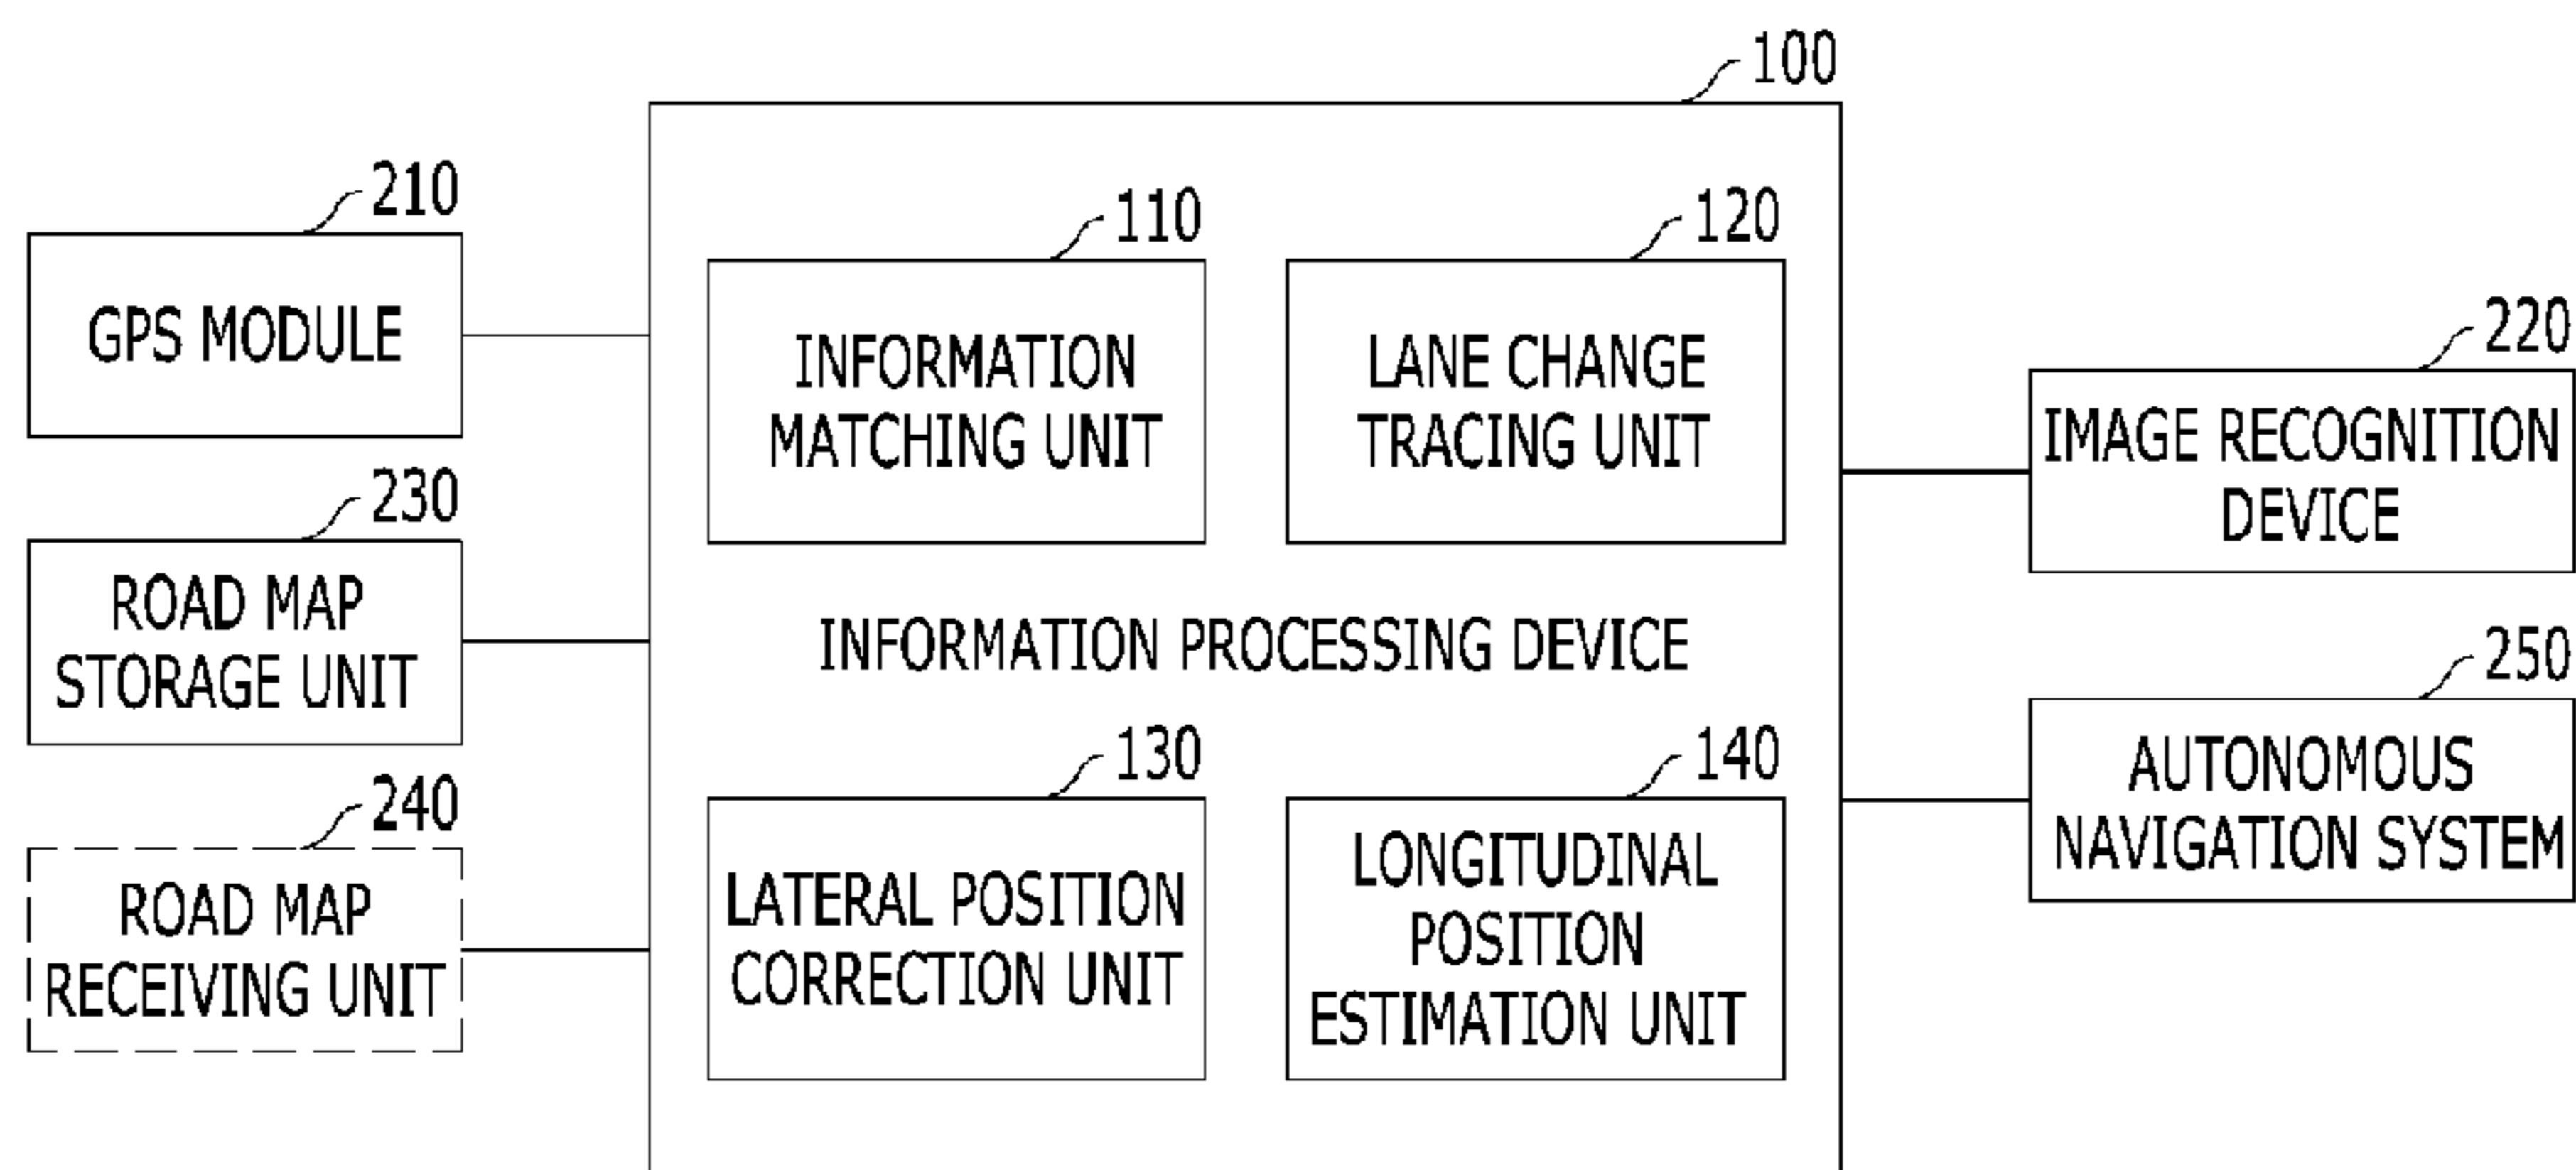 100
210
GPS MODULE
230
ROAD MAP
STORAGE UNIT
240
ROAD MAP
RECEIVING UNIT
110
INFORMATION
MATCHING UNIT
120
LANE CHANGE
TRACING UNIT
INFORMATION PROCESSING DEVICE
130
LATERAL POSITION
CORRECTION UNIT
140
LONGITUDINAL
POSITION
ESTIMATION UNIT
220
IMAGE RECOGNITION
DEVICE
250
AUTONOMOUS
NAVIGATION SYSTEM